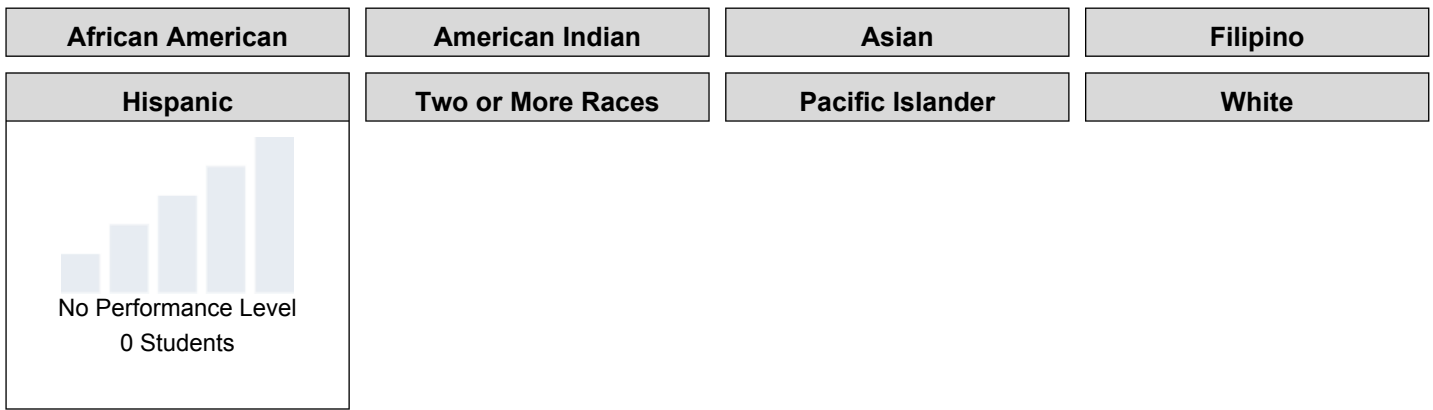 African American
American Indian
Asian
Filipino
Hispanic
Two or More Races
Pacific Islander
White
No Performance Level
0 Students